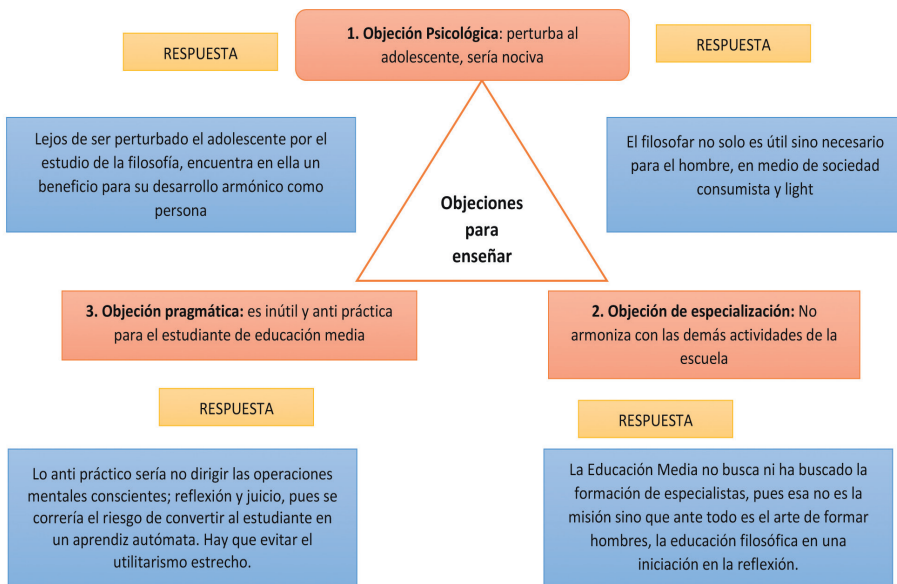 1. Objeción Psicológica: perturba al
adolescente, sería nociva
RESPUESTA
RESPUESTA
Lejos de ser perturbado el adolescente por el
estudio de la filosofía, encuentra en ella un
beneficio para su desarrollo armónico como
persona
El filosofar no solo es útil sino necesario
para el hombre, en medio de sociedad
consumista y light
Objeciones
para
enseñar
3. Objeción pragmática: es inútil y anti práctica
para el estudiante de educación media
2. Objeción de especialización: No
armoniza con las demás actividades de la
escuela
RESPUESTA
RESPUESTA
Lo anti práctico sería no dirigir las operaciones
mentales conscientes; reflexión y juicio, pues se
correría el riesgo de convertir al estudiante en
un aprendiz autómata. Hay que evitar el
utilitarismo estrecho.
La Educación Media no busca ni ha buscado la
formación de especialistas, pues esa no es la
misión sino que ante todo es el arte de formar
hombres, la educación filosófica en una
iniciación en la reflexión.